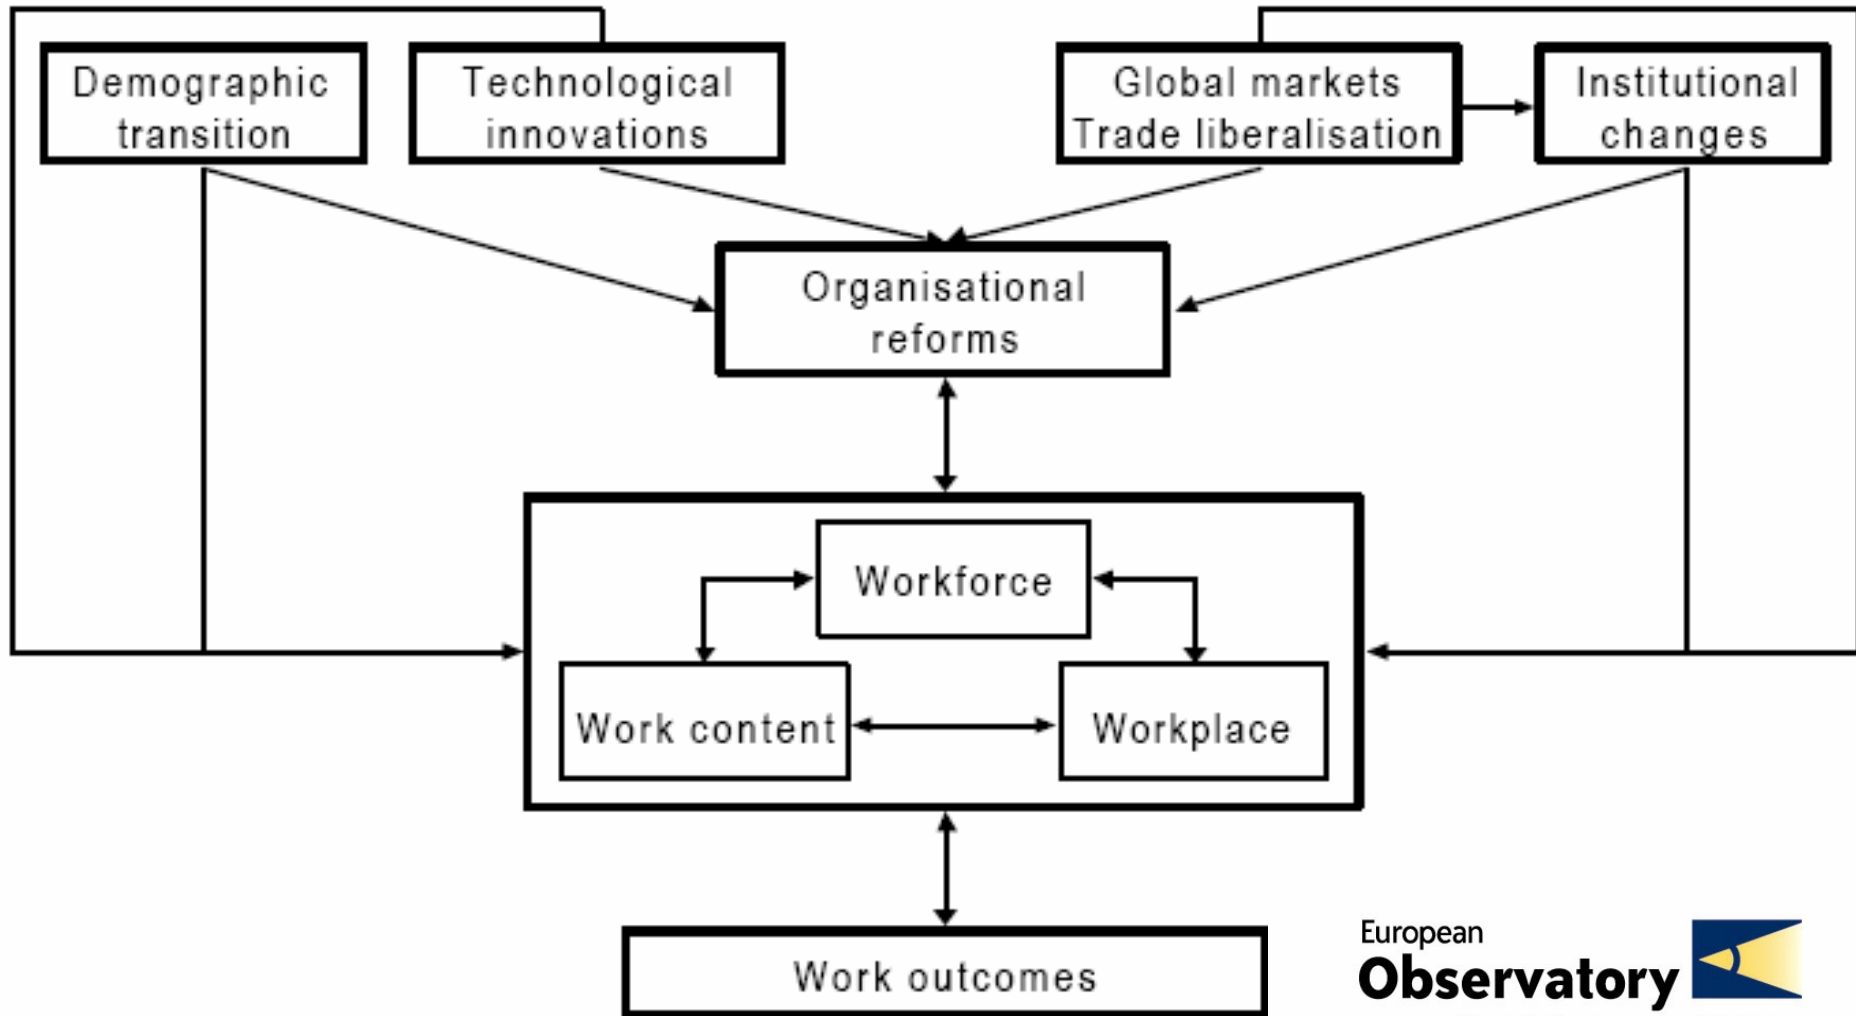 Demographic
transition
Technological
innovations
Global markets
Trade liberalisation
Institutional
changes
Organisational
reforms
Workforce
Work content
Workplace
Work outcomes
European
Observatory